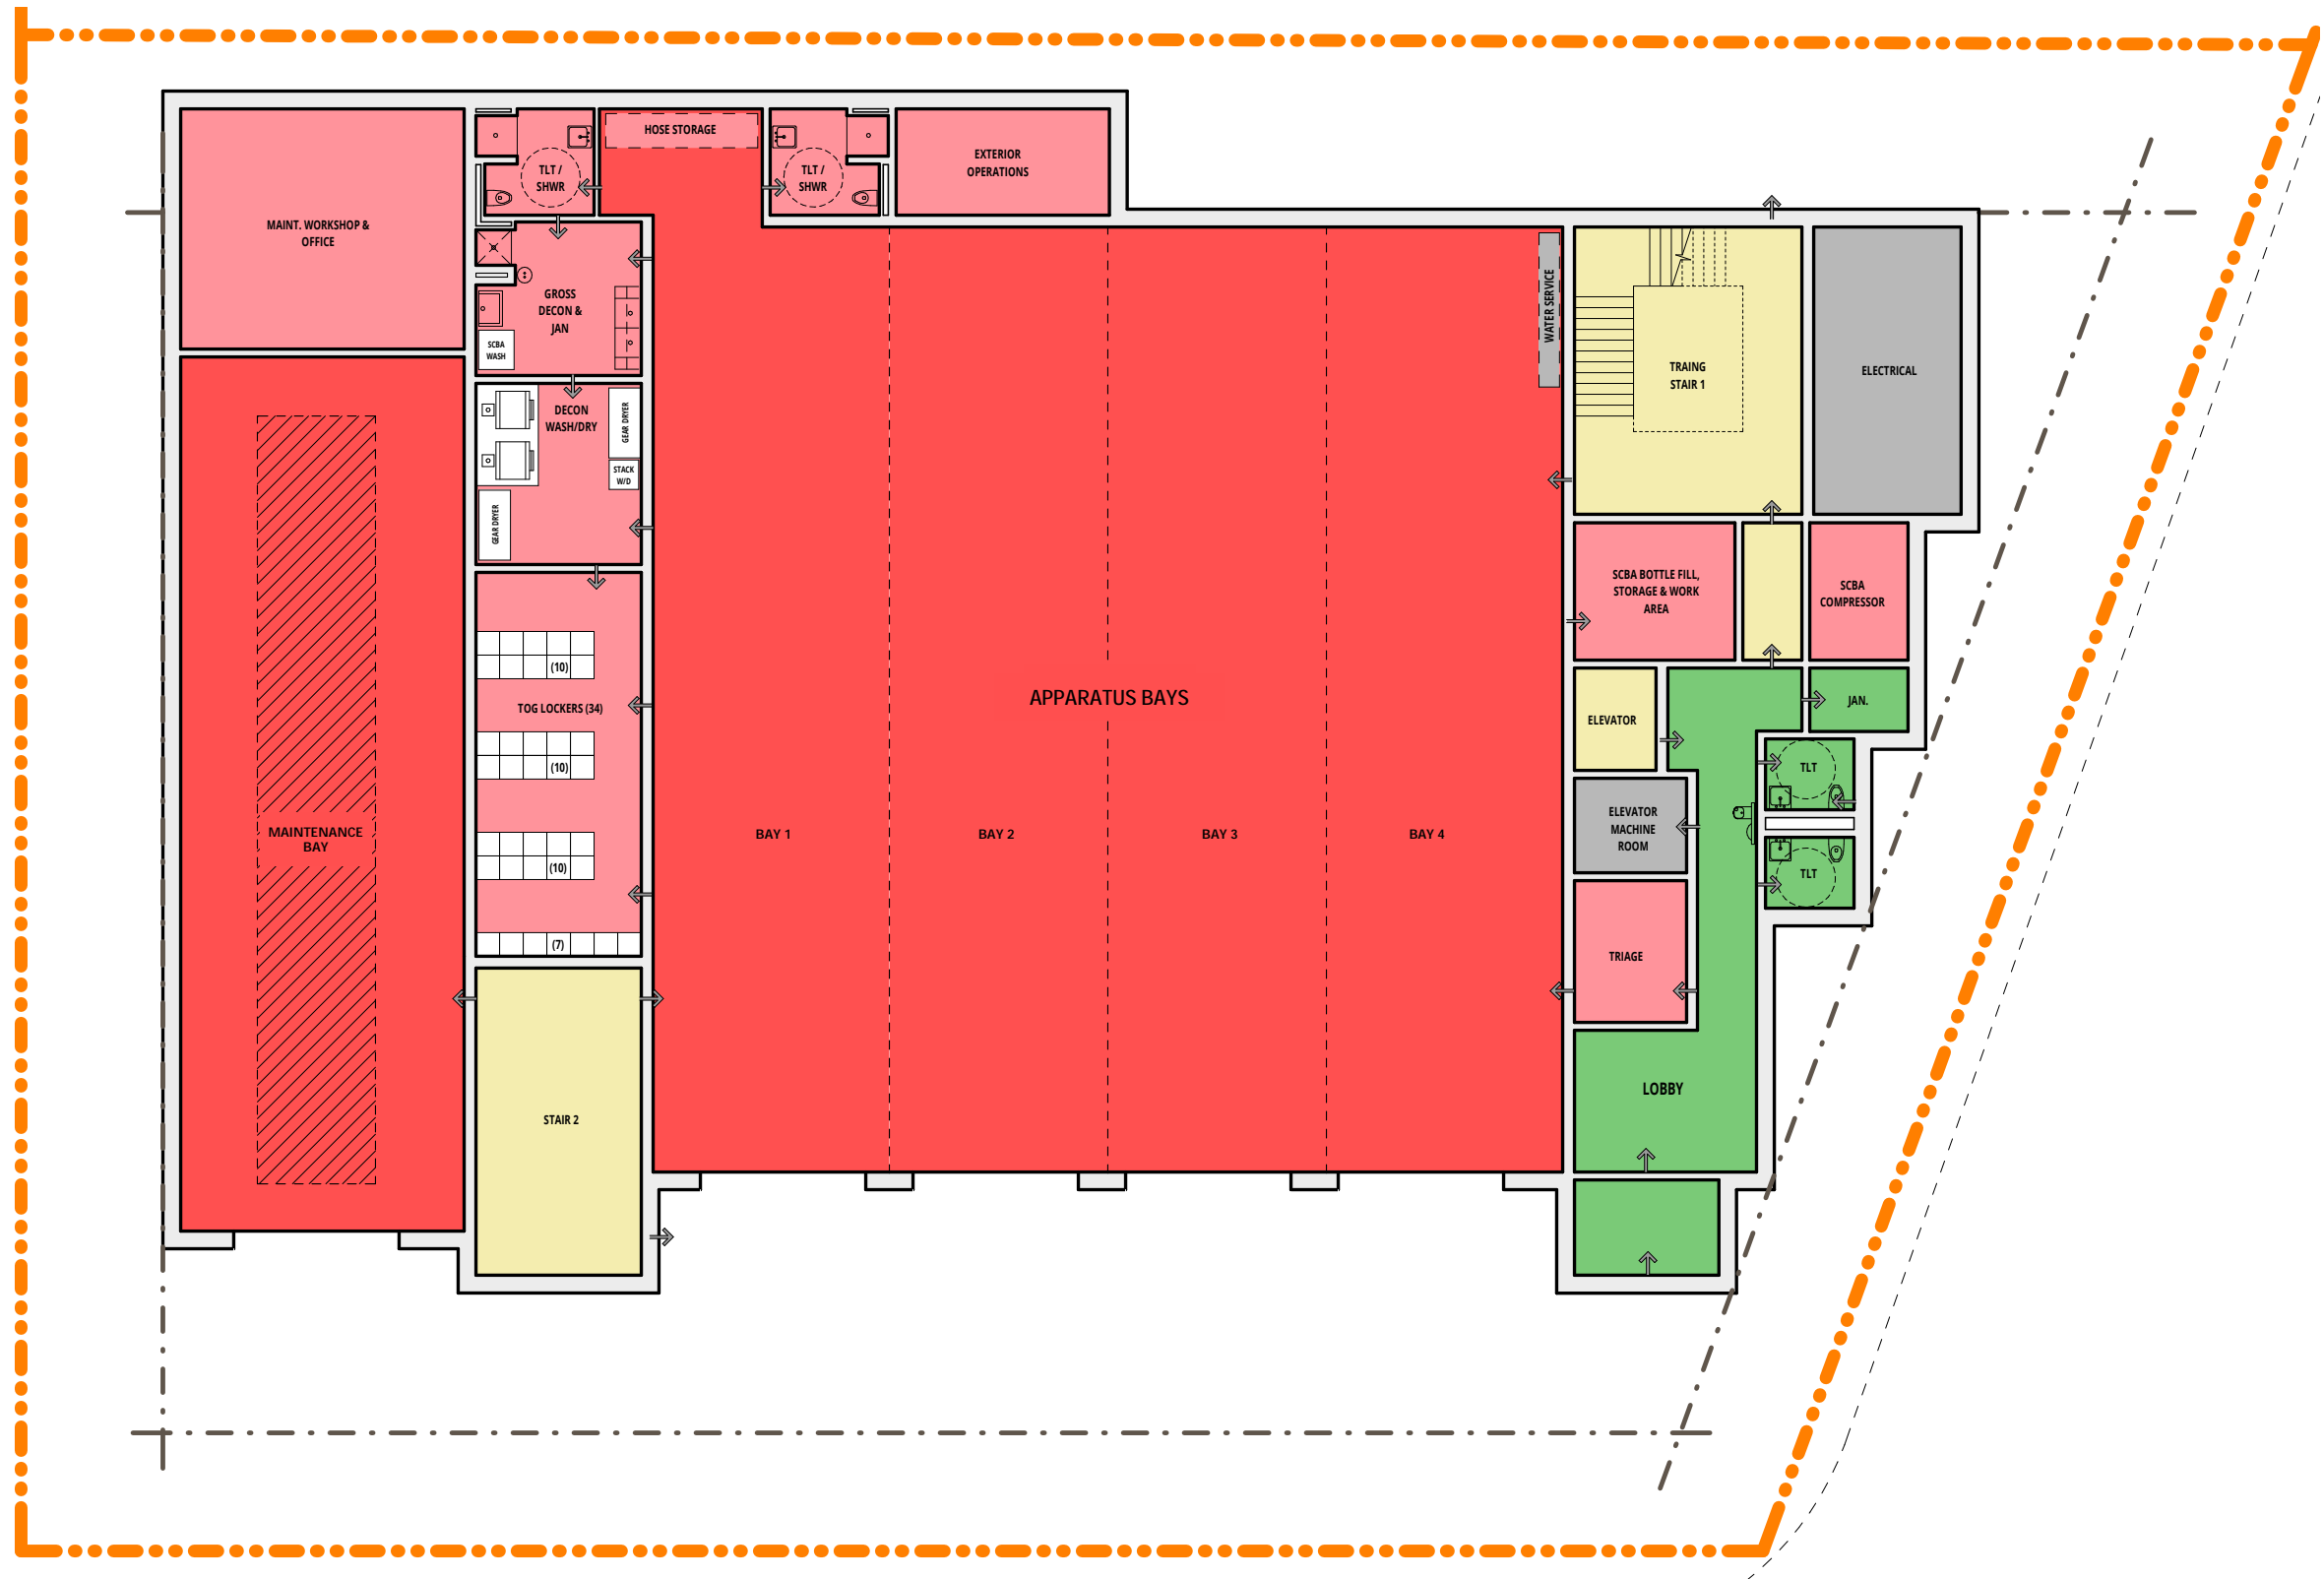 HOSE STORAGE
EXTERIOR
OPERATIONS
TLT /
SHWR
TLT /
SHWR
MAINT. WORKSHOP &
OFFICE
GROSS
DECON &
JAN
SCBA
WASH
WATER SERVICE
TRAING
STAIR 1
ELECTRICAL
DECON
WASH/DRY
GEAR DRYER
STACK
W/D
GEAR DRYER
SCBA BOTTLE FILL,
STORAGE & WORK
AREA
SCBA
COMPRESSOR
(10)
TOG LOCKERS (34)
(10)
(10)
(7)
APPARATUS BAYS
JAN.
ELEVATOR
TLT
ELEVATOR
MACHINE
ROOM
TLT
MAINTENANCE
BAY
BAY 1
BAY 2
BAY 3
BAY 4
TRIAGE
LOBBY
STAIR 2